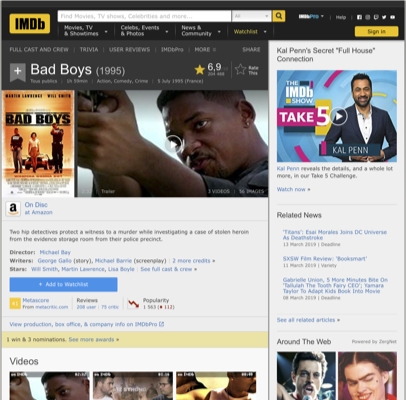 IMDb
Find Movies, TV shows, Celebrities and more...
All
IMDbPro
Help
Movies, TV
& Showtimes
Celebs, Events
& Photos
News &
Community
Watchlist
Sign in
FULL CAST AND CREW | TRIVIA | USER REVIEWS | IMDbPro | MORE
SHARE
Bad Boys (1995)
6,9
Rate
This
Tous publics | 1h 59min | Action, Comedy, Crime | 5 July 1995 (France)
MARTIN LAWRENCE WILL SMITH
BAD BOYS
Trailer
3 VIDEOS
On Disc
at Amazon
Two hip detectives protect a witness to a murder while investigating a case of stolen heroin
from the evidence storage room from their police precinct.
Director: Michael Bay
Writers: George Gallo (story), Michael Barrie (screenplay) | 2 more credits »
Stars: Will Smith, Martin Lawrence, Lisa Boyle | See full cast & crew »
+ Add to Watchlist
Metascore
From metacritic.com
Reviews
208 user | 75 critic
Popularity
View production, box office, & company info on IMDbPro
1 win & 3 nominations. See more awards »
Videos
Kal Penn's Secret "Full House"
Connection
THE
IMDb
SHOW
TAKE 5
KAL PENN
Kal Penn reveals the details, and a whole lot
more, in our Take 5 Challenge.
Watch now »
Related News
'Titans': Esai Morales Joins DC Universe
As Deathstroke
13 March 2019 | Deadline
SXSW Film Review: 'Booksmart'
11 March 2019 | Variety
Gabrielle Union, 5 More Minutes Bite On
'Tallulah The Tooth Fairy CEO'; Yamara
Taylor To Adapt Kids Book Into Movie
08 March 2019 | Deadline
See all related articles »
Around The Web
Powered by ZergNet